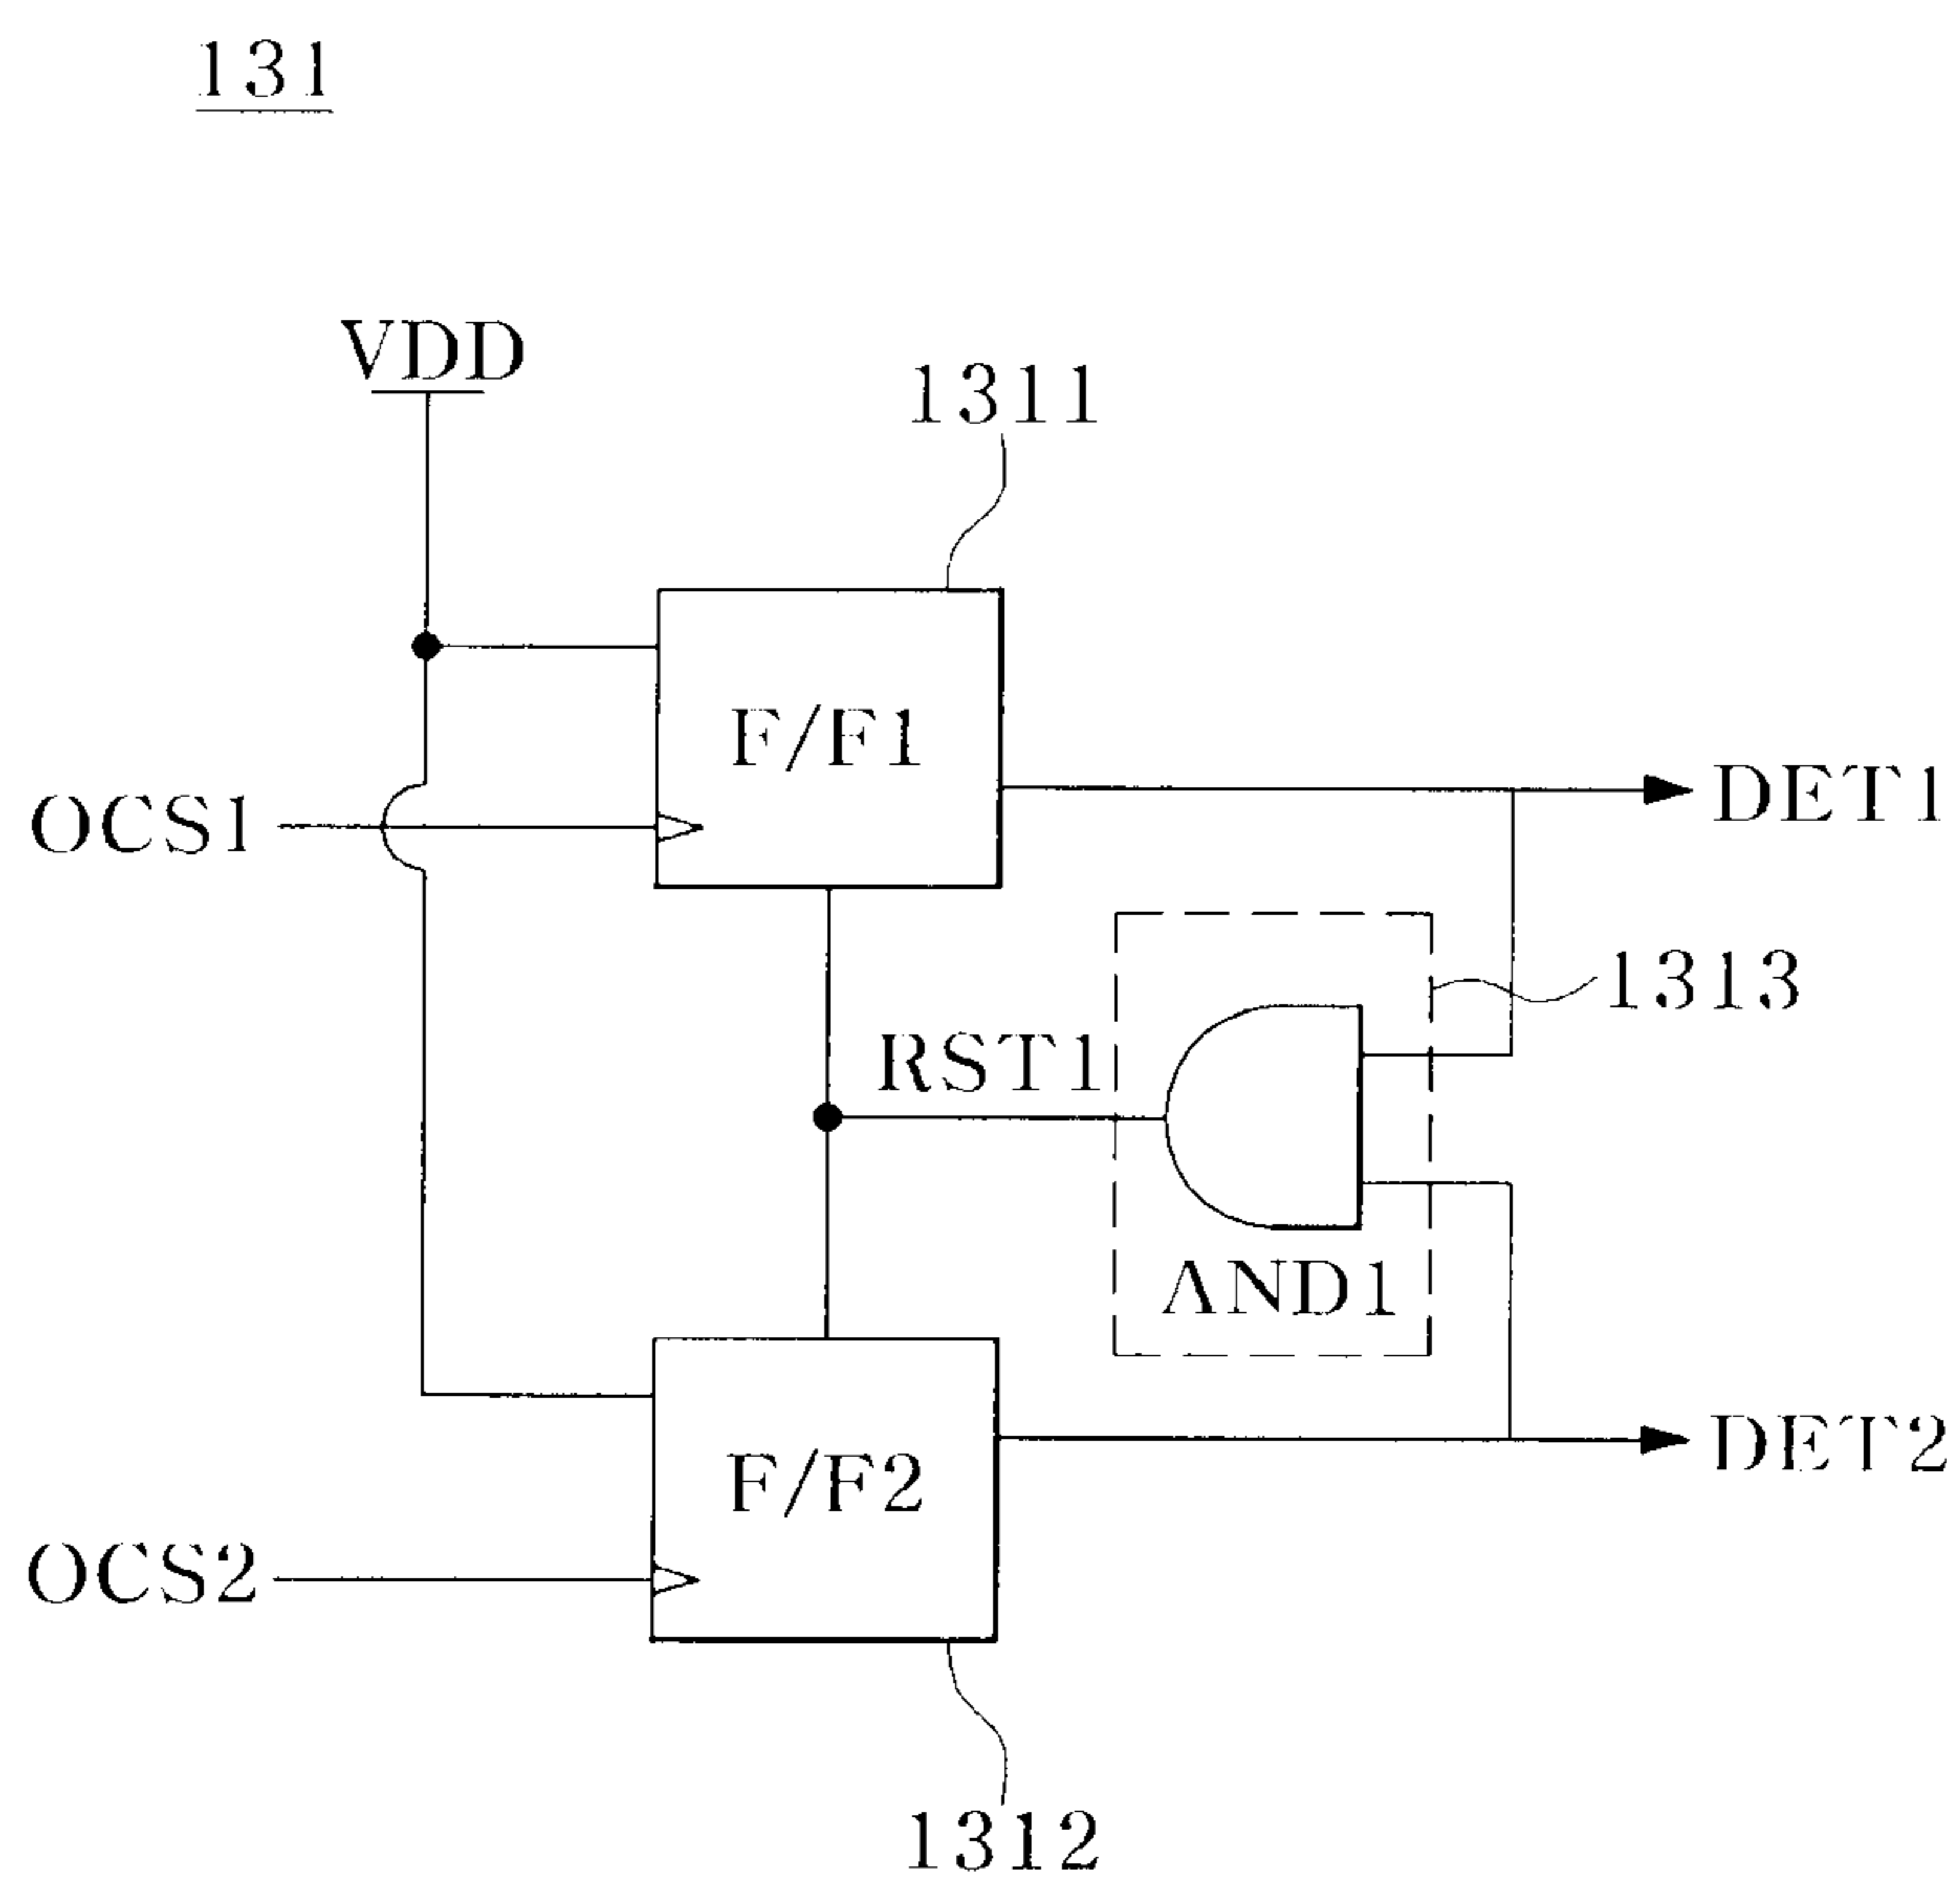 131
VDD
1311
F/F1
OCS1
DET1
1313
RST1
AND1
F/F2
DET2
OCS2
1312